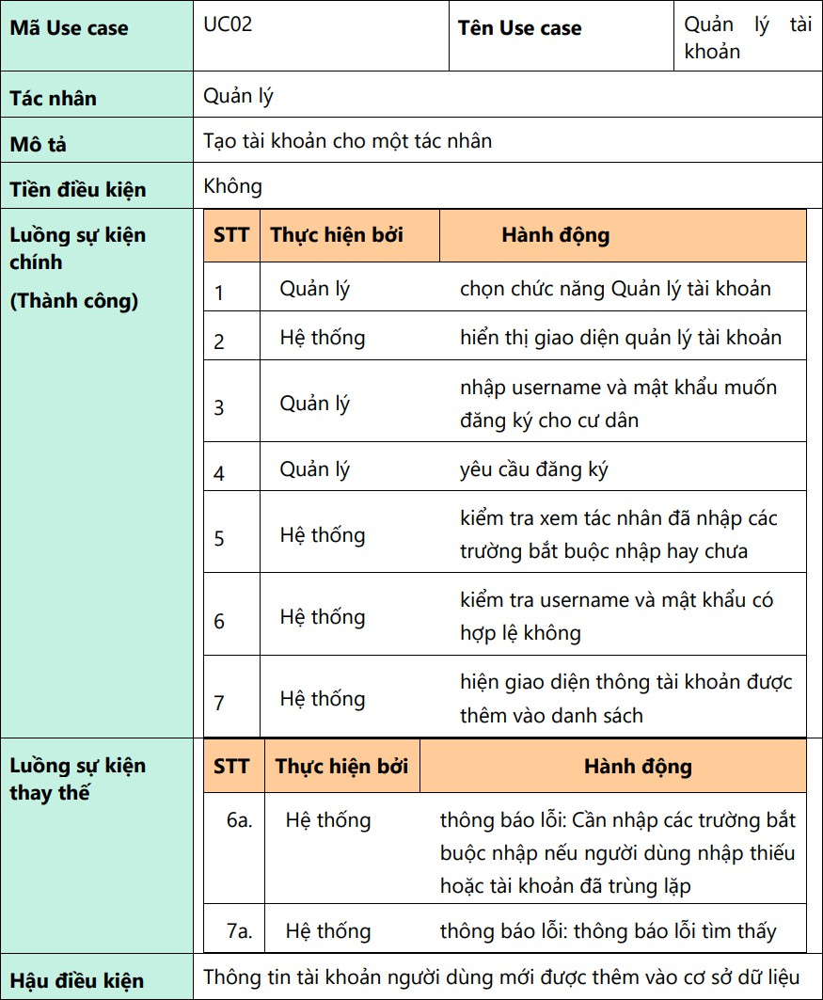 Mã Use case UC02 Tên Use case Quản lý tài
khoản
Tác nhân Quản lý
Mô tả Tạo tài khoản cho một tác nhân
Tiền điều kiện Không
Luồng sự kiện
chính
(Thành công)
STT Thực hiện bởi Hành động
1 Quản lý chọn chức năng Quản lý tài khoản
2 Hệ thống hiển thị giao diện quản lý tài khoản
3 Quản lý nhập username và mật khẩu muốn
đăng ký cho cư dân
4 Quản lý yêu cầu đăng ký
5 Hệ thống kiểm tra xem tác nhân đã nhập các
trường bắt buộc nhập hay chưa
6 Hệ thống kiểm tra username và mật khẩu có
hợp lệ không
7 Hệ thống hiện giao diện thông tài khoản được
thêm vào danh sách
Luồng sự kiện
thay thế
STT Thực hiện bởi Hành động
6a. Hệ thống thông báo lỗi: Cần nhập các trường bắt
buộc nhập nếu người dùng nhập thiếu
hoặc tài khoản đã trùng lặp
7a. Hệ thống thông báo lỗi: thông báo lỗi tìm thấy
Hậu điều kiện Thông tin tài khoản người dùng mới được thêm vào cơ sở dữ liệu